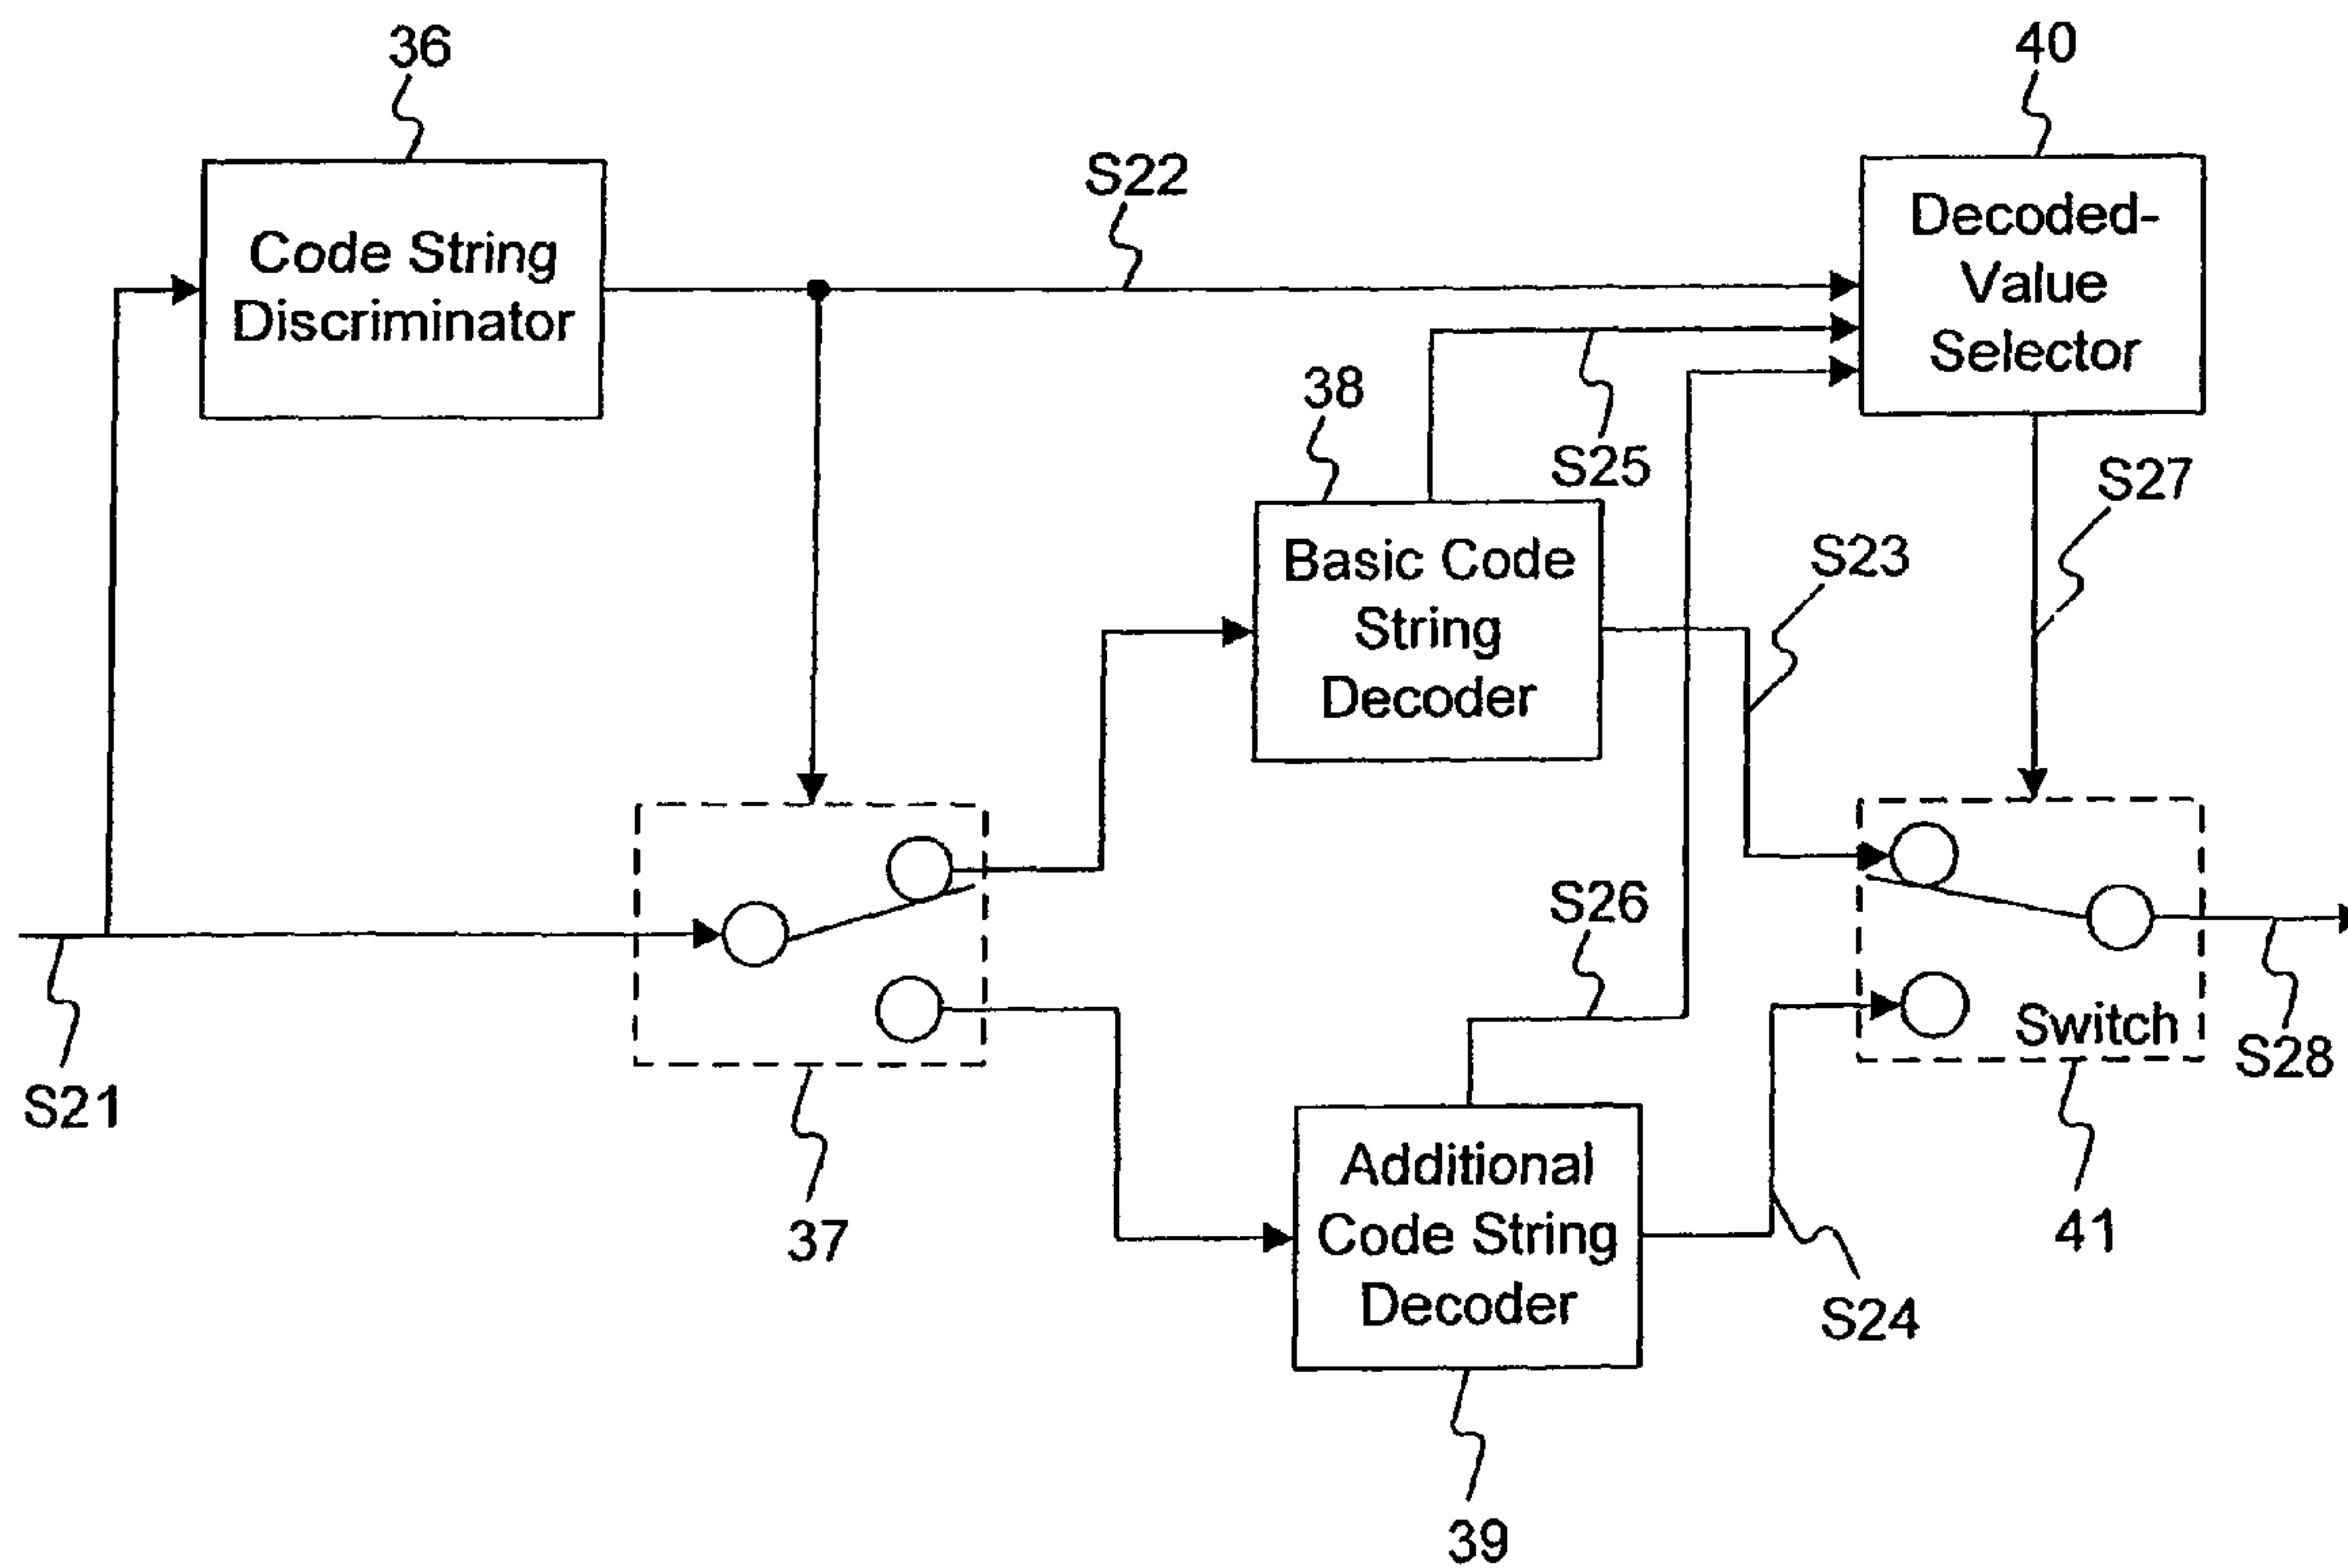 36
40
S22
Code String
Discriminator
Decoded-
Value
Selector
38
S25
S27
Basic Code
String
Decoder
S23
S26
Switch
S28
S21
37
Additional
Code String
Decoder
41
S24
39